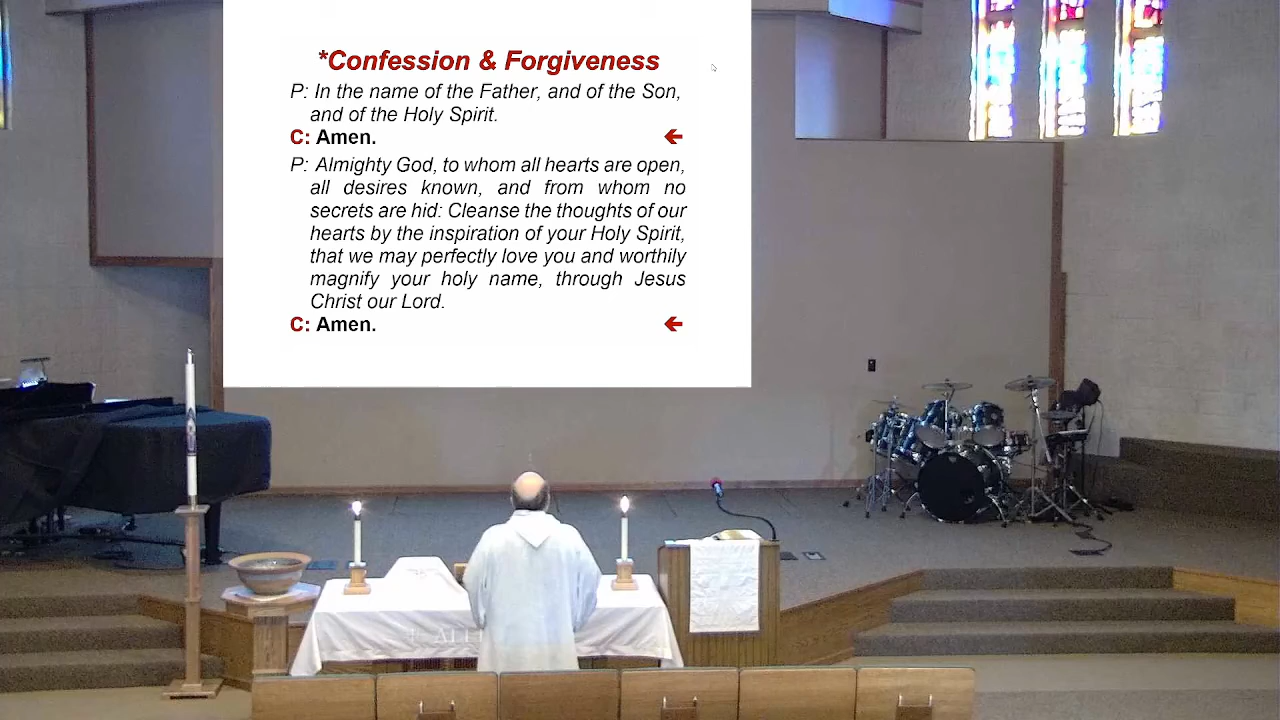 *Confession & Forgiveness
P: In the name of the Father, and of the Son,
and of the Holy Spirit.
C: Amen.
P: Almighty God, to whom all hearts are open,
all desires known, and from whom no
secrets are hid: Cleanse the thoughts of our
hearts by the inspiration of your Holy Spirit,
that we may perfectly love you and worthily
magnify your holy name, through Jesus
Christ our Lord.
C: Amen.